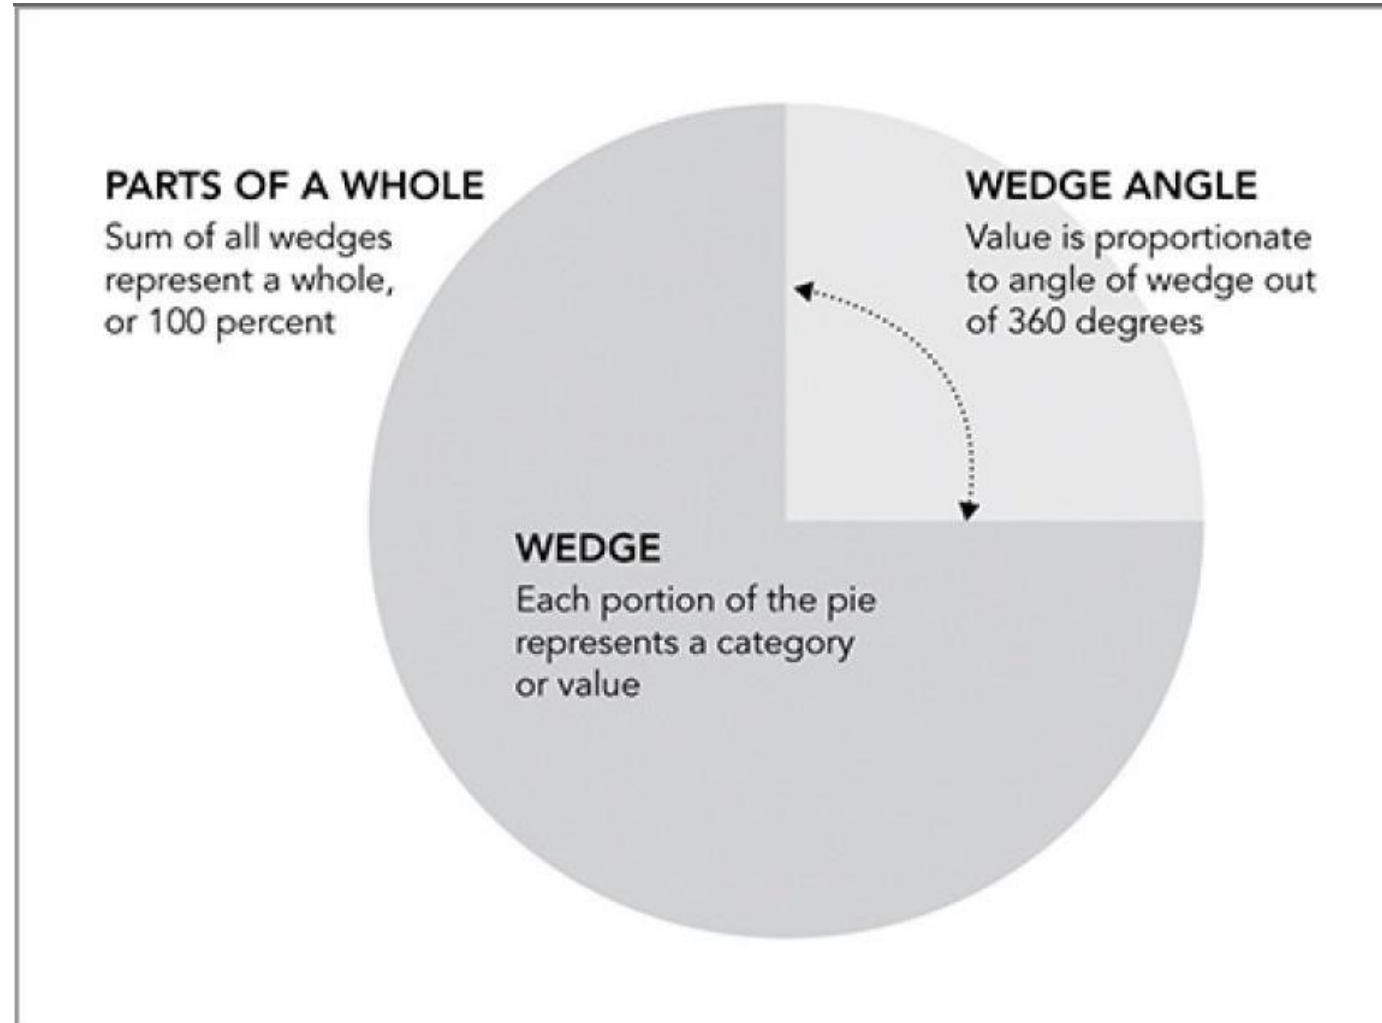 PARTS OF A WHOLE
Sum of all wedges
represent a whole,
or 100 percent
WEDGE ANGLE
Value is proportionate
to angle of wedge out
of 360 degrees
WEDGE
Each portion of the pie
represents a category
or value